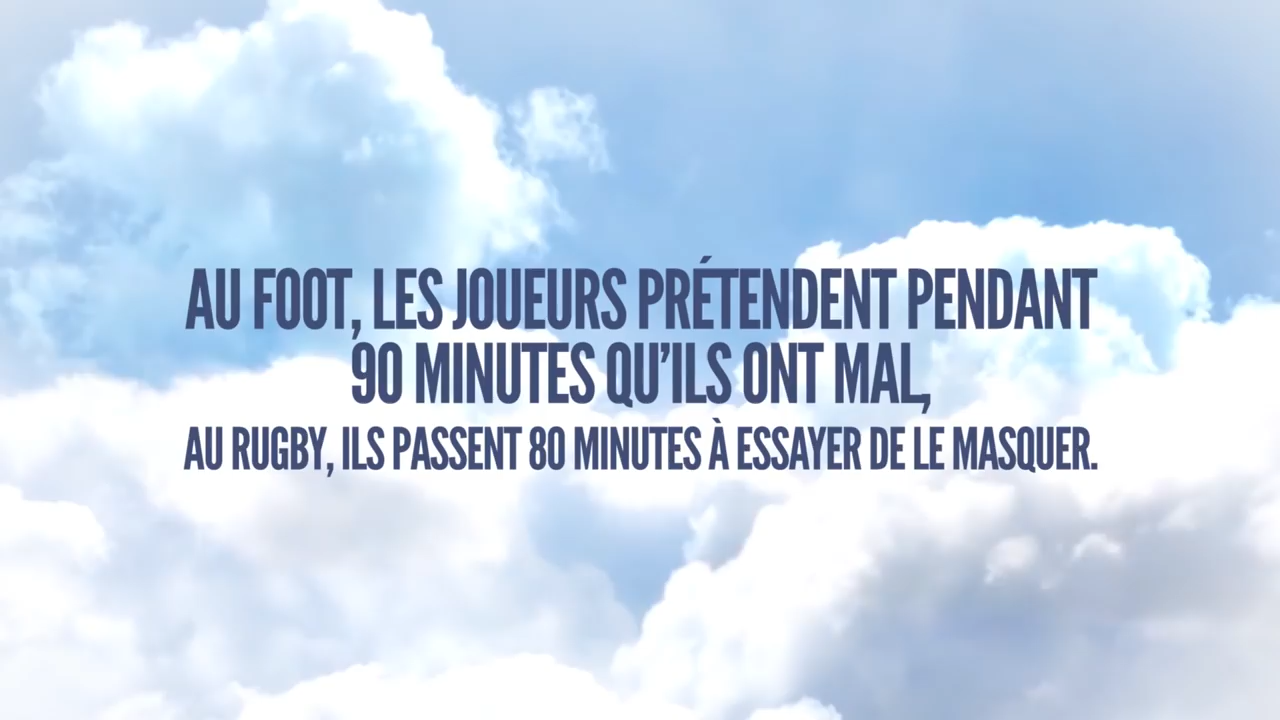 AU FOOT, LES JOUEURS PRÉTENDENT PENDANT
90 MINUTES QU'ILS ONT MAL,
AU RUGBY, ILS PASSENT 80 MINUTES À ESSAYER DE LE MASQUER.